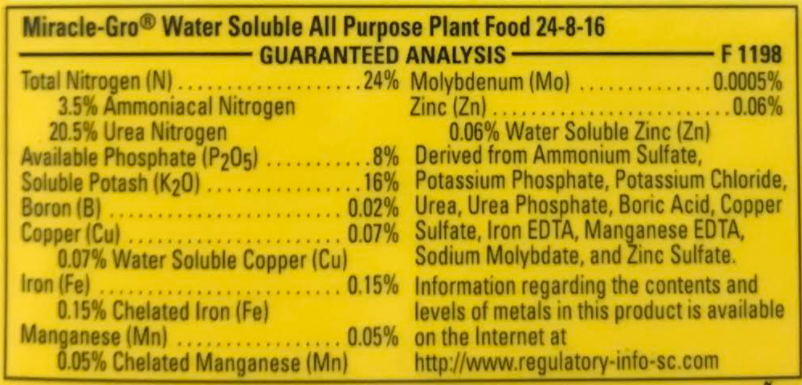 Miracle-Gro® Water Soluble All Purpose Plant Food 24-8-16
GUARANTEED ANALYSIS F 1198
Total Nitrogen (N) ....................24%
3.5% Ammoniacal Nitrogen
20.5% Urea Nitrogen
Available Phosphate (P2O5) ...........8%
Soluble Potash (K2O) ..................16%
Boron (B) .......................... 0.02%
Copper (Cu) ........................ 0.07%
0.07% Water Soluble Copper (Cu)
Iron (Fe) ........................... 0.15%
0.15% Chelated Iron (Fe)
Manganese (Mn) .................. 0.05%
0.05% Chelated Manganese (Mn)
Molybdenum (Mo) ............. 0.0005%
Zinc (Zn) ..........................0.06%
0.06% Water Soluble Zinc (Zn)
Derived from Ammonium Sulfate,
Potassium Phosphate, Potassium Chloride,
Urea, Urea Phosphate, Boric Acid, Copper
Sulfate, Iron EDTA, Manganese EDTA,
Sodium Molybdate, and Zinc Sulfate.
Information regarding the contents and
levels of metals in this product is available
on the Internet at
http://www.regulatory-info-sc.com